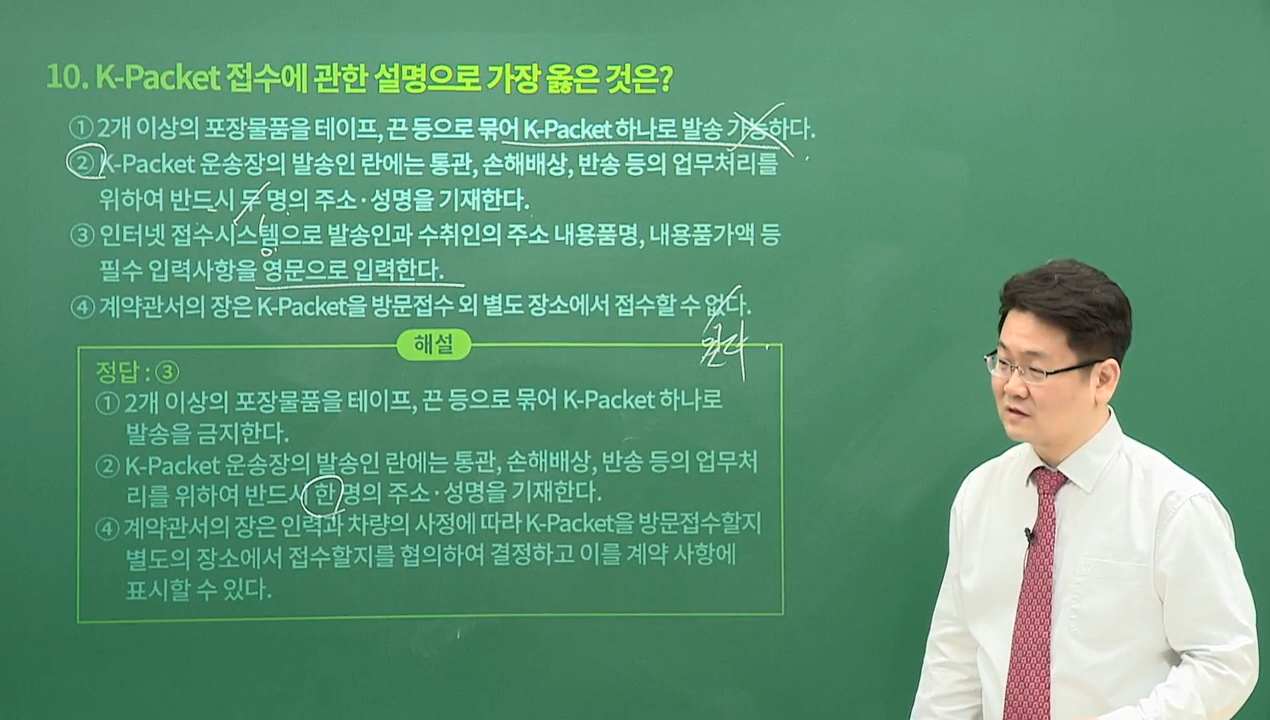 10. K-Packet 접수에 관한 설명으로 가장 옳은 것은?
① 2개 이상의 포장물품을 테이프, 끈 등으로 묶어 K-Packet 하나로 발송 가능하다.
② K-Packet 운송장의 발송인 란에는 통관, 손해배상, 반송 등의 업무처리를
위하여 반드시 두 명의 주소·성명을 기재한다.
③ 인터넷 접수시스템으로 발송인과 수취인의 주소 내용품명, 내용품가액 등
필수 입력사항을 영문으로 입력한다.
④ 계약관서의 장은 K-Packet을 방문접수 외 별도 장소에서 접수할 수 없다.
해설
정답 : ③
① 2개 이상의 포장물품을 테이프, 끈 등으로 묶어 K-Packet 하나로
발송을 금지한다.
② K-Packet 운송장의 발송인 란에는 통관, 손해배상, 반송 등의 업무처
리를 위하여 반드시 한 명의 주소·성명을 기재한다.
④ 계약관서의 장은 인력과 차량의 사정에 따라 K-Packet을 방문접수할지
별도의 장소에서 접수할지를 협의하여 결정하고 이를 계약 사항에
표시할 수 있다.